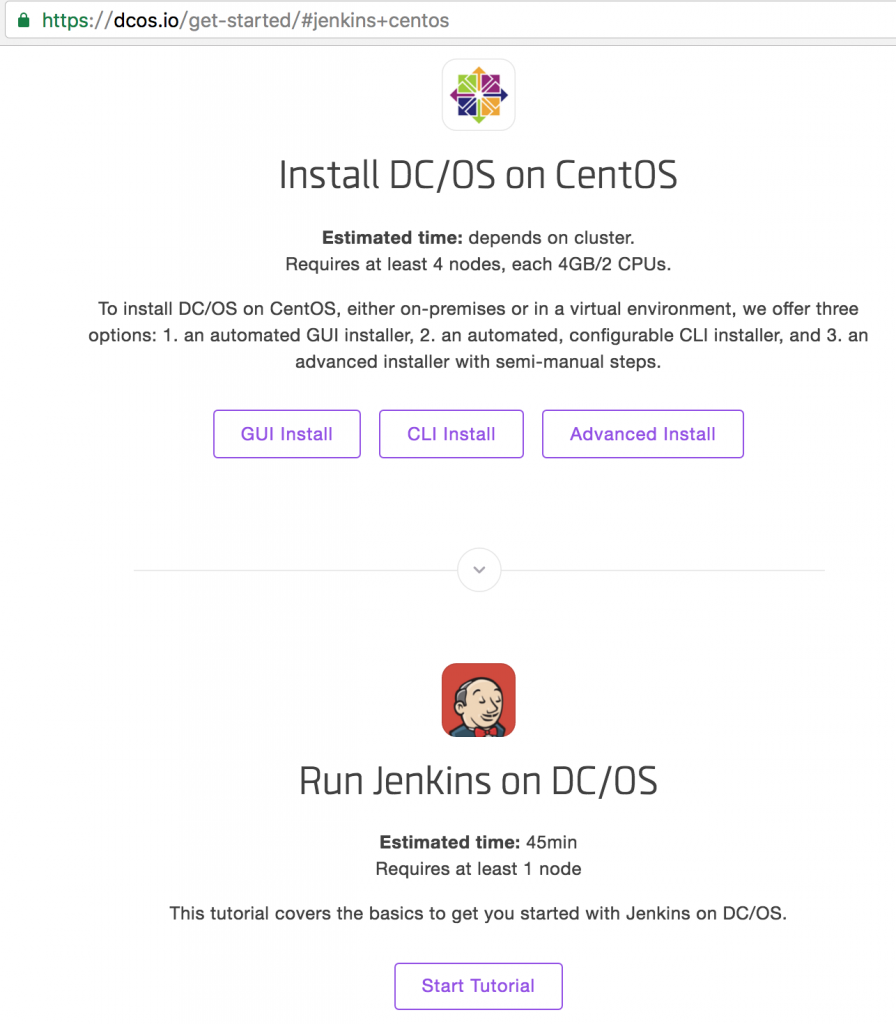 https://dcos.io/get-started/#jenkins+centos
Install DC/OS on CentOS
Estimated time: depends on cluster.
Requires at least 4 nodes, each 4GB/2 CPUs.
To install DC/OS on CentOS, either on-premises or in a virtual environment, we offer three
options: 1. an automated GUI installer, 2. an automated, configurable CLI installer, and 3. an
advanced installer with semi-manual steps.
GUI Install
CLI Install
Advanced Install
Run Jenkins on DC/OS
Estimated time: 45min
Requires at least 1 node
This tutorial covers the basics to get you started with Jenkins on DC/OS.
Start Tutorial